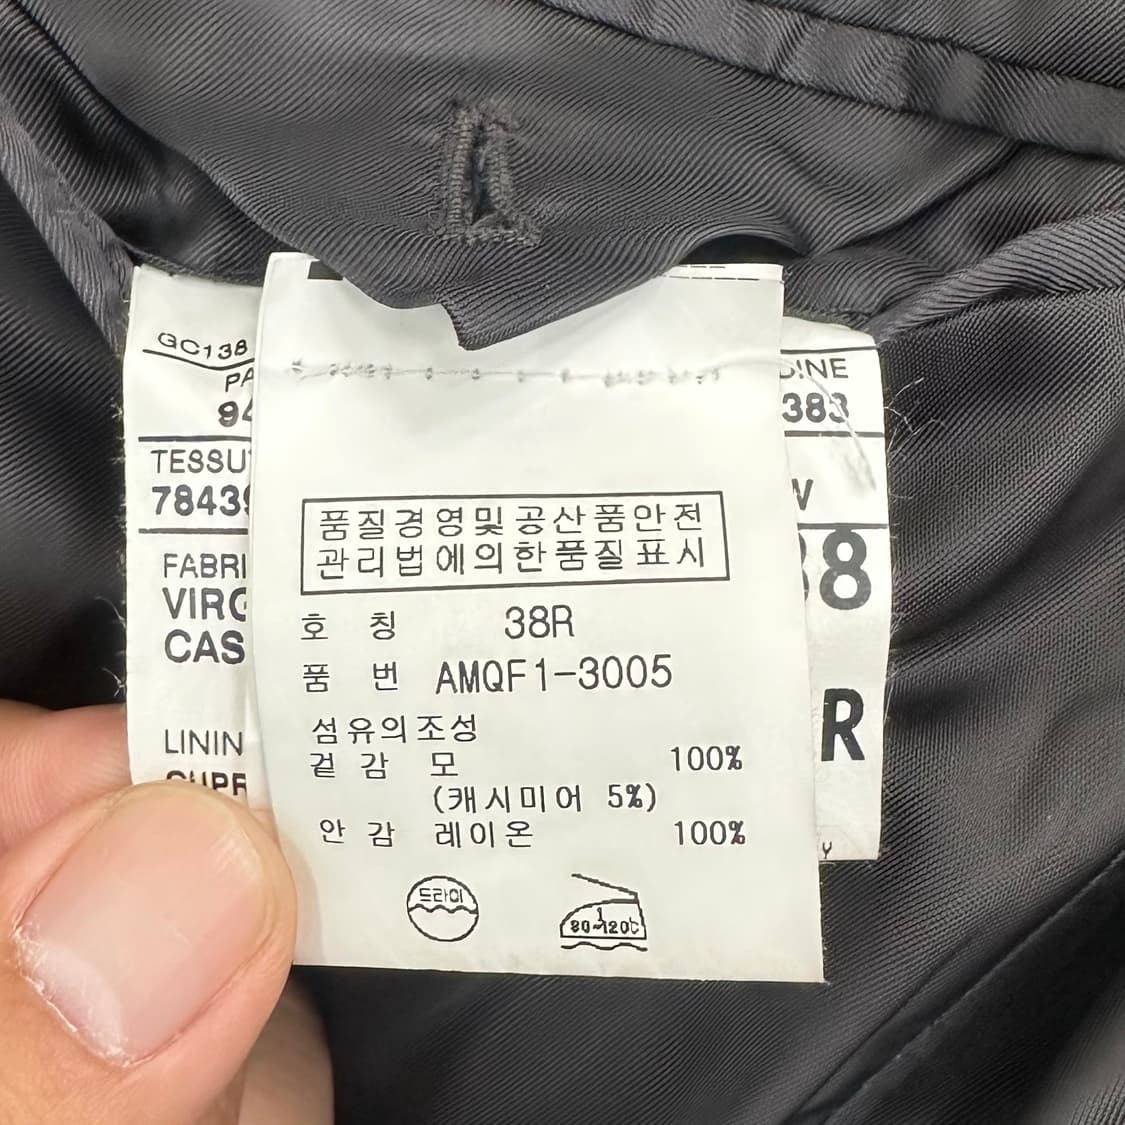 GC138
PA
94
TESSU
7843
FABRI
VIRG
CAS
LININ
CUPR
품질경영및공산품안전
관리법에의한품질표시
호 칭 38R
품 번 AMQF1-3005
섬유의조성
겉 감 모 100%
(캐시미어 5%)
안 감 레이온 100%
드라이
80~120℃
DINE
383
38
R
Y